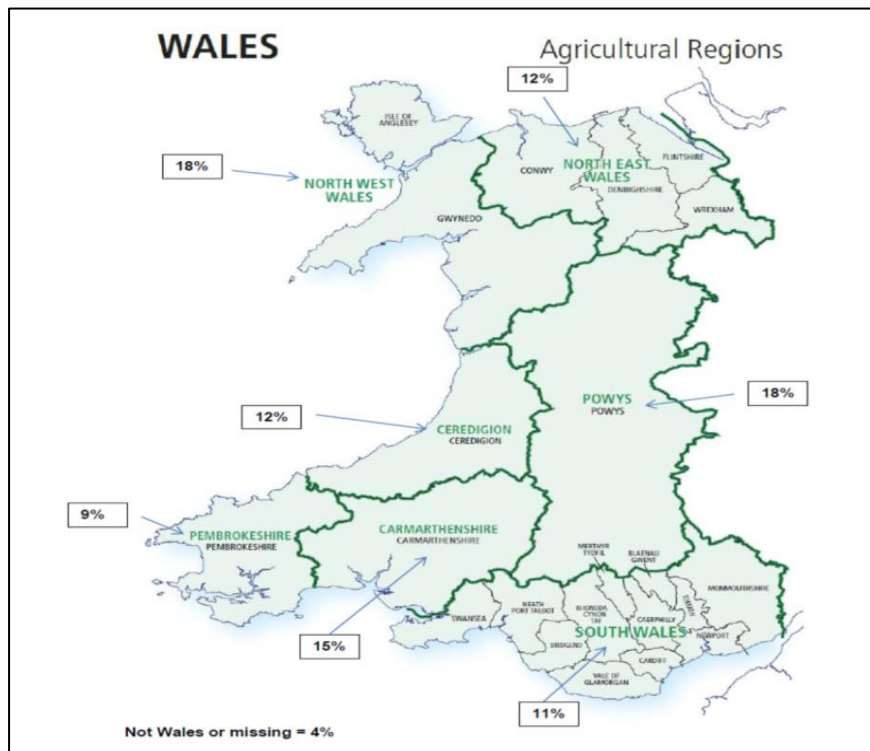 WALES
Agricultural Regions
12%
ISLE OF
ANGLESEY
18%
NORTH WEST
WALES
GWYNEDD
CONWY
NORTH EAST
WALES
DENBIGHSHIRE
FLINTSHIRE
WREXHAM
POWYS
POWYS
18%
12%
CEREDIGION
CEREDIGION
9%
PEMBROKESHIRE
PEMBROKESHIRE
CARMARTHENSHIRE
CARMARTHENSHIRE
15%
MERTHYR
TYDFIL
BLAENAU
GWENT
MONMOUTHSHIRE
SWANSEA
NEATH
PORT TALBOT
RHONDDA
CYNON
TAF
CAERPHILLY
SOUTH WALES
NEWPORT
BRIDGEND
CARDIFF
VALE OF
GLAMORGAN
11%
Not Wales or missing = 4%